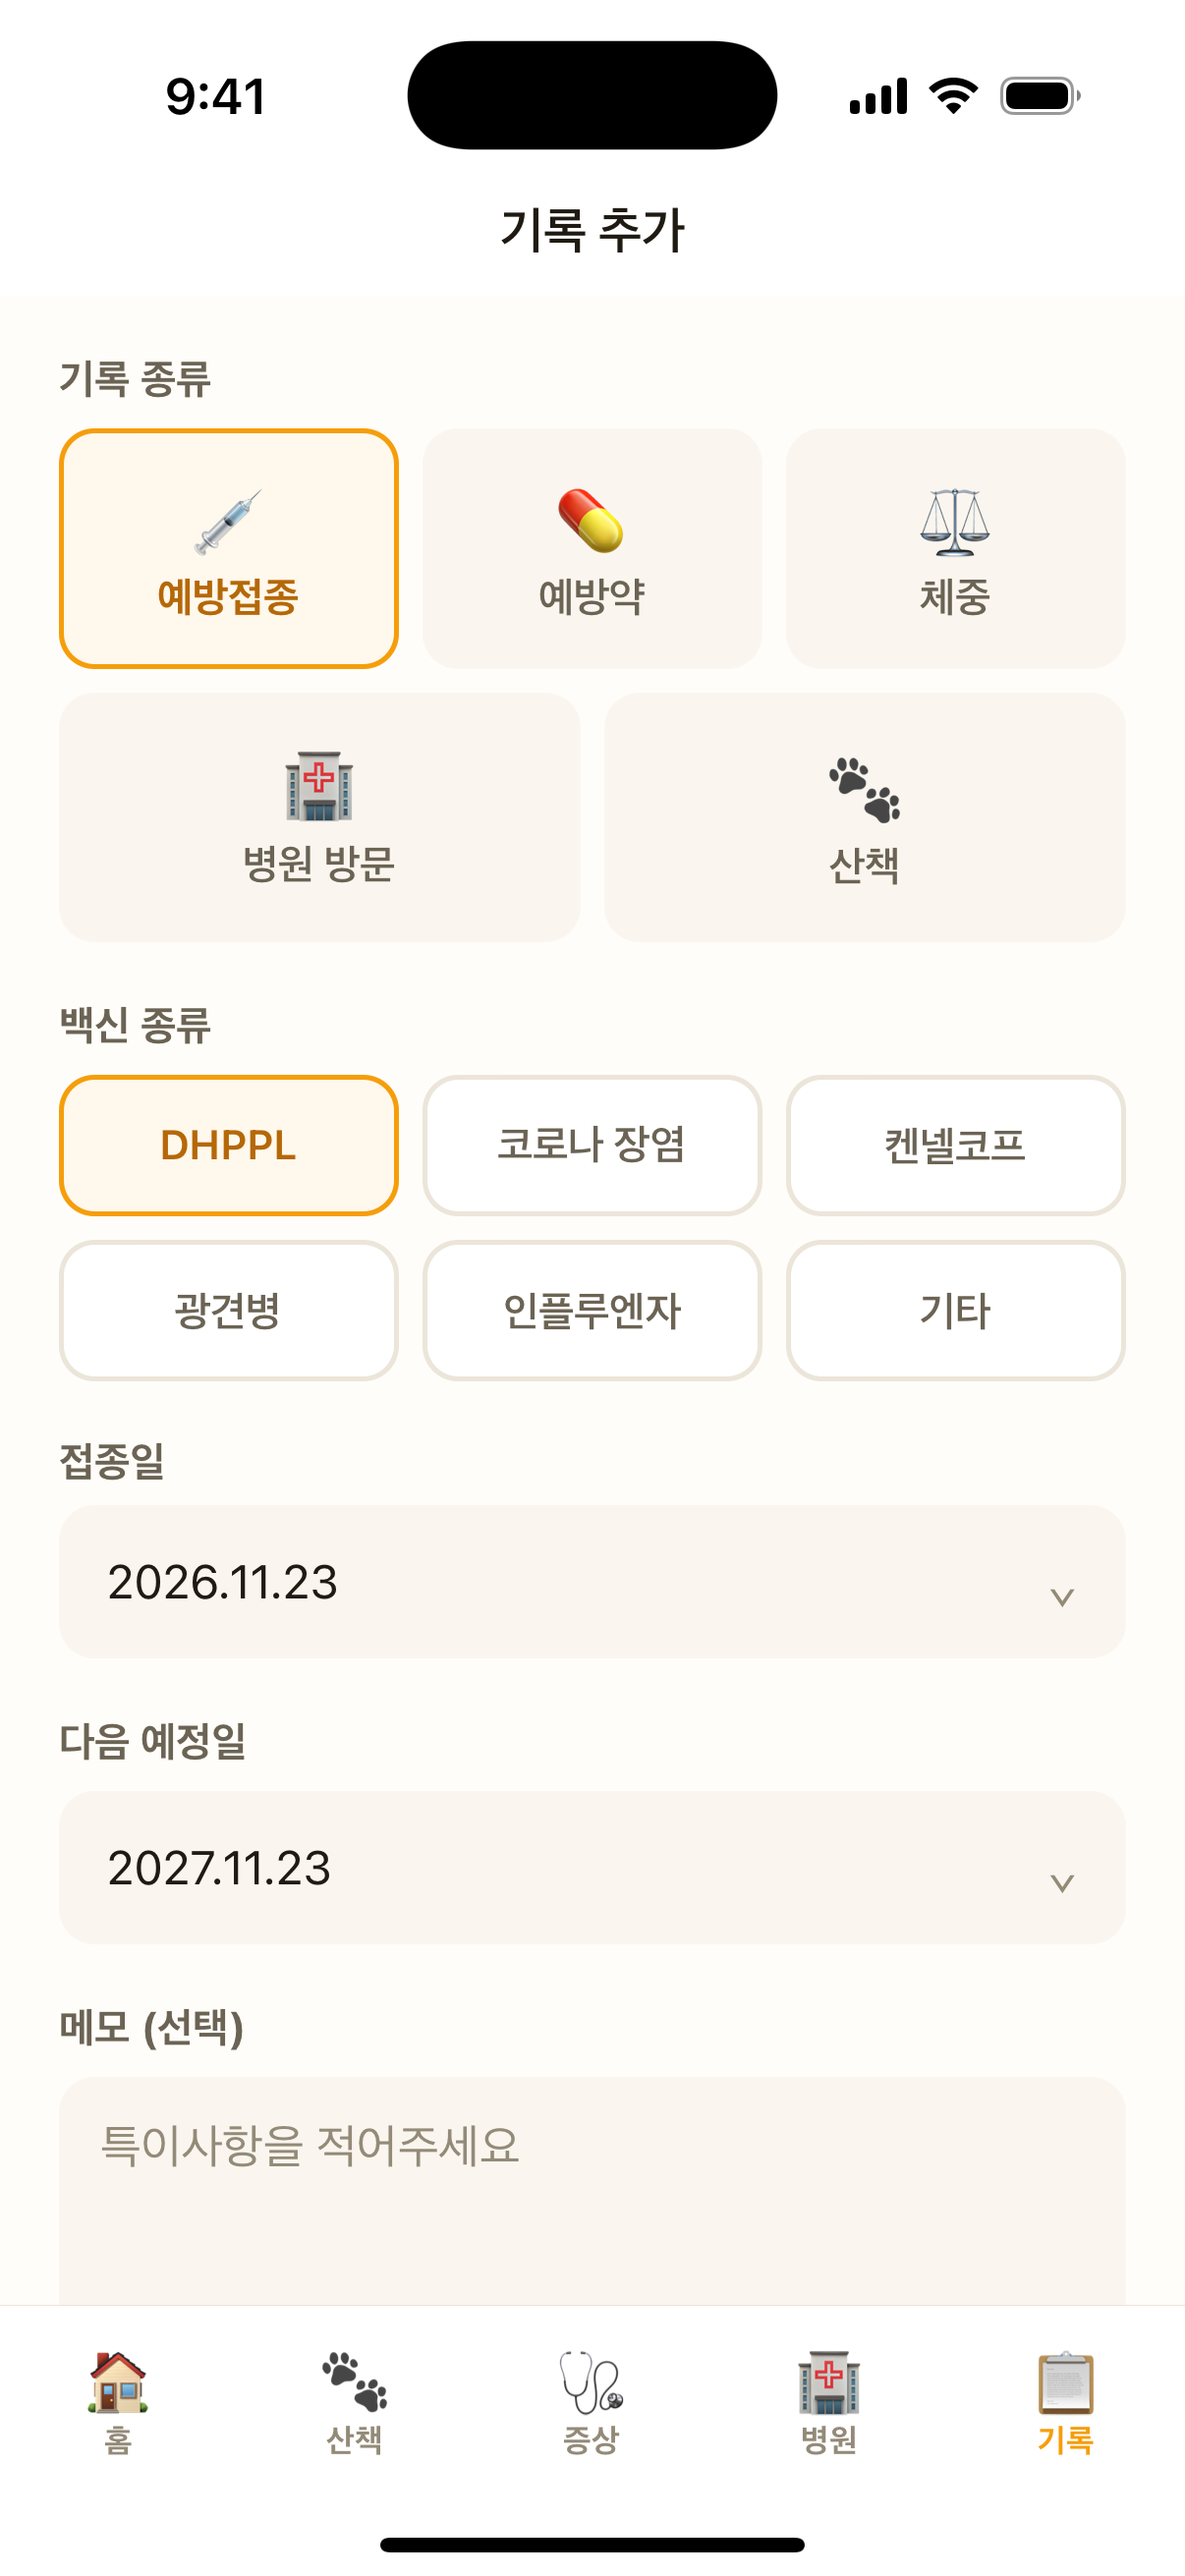 9:41
기록 추가
기록 종류
예방접종 예방약 체중
병원 방문 산책
백신 종류
DHPPL 코로나 장염 켄넬코프
광견병 인플루엔자 기타
접종일
2026.11.23
다음 예정일
2027.11.23
메모 (선택)
특이사항을 적어주세요
홈 산책 증상 병원 기록